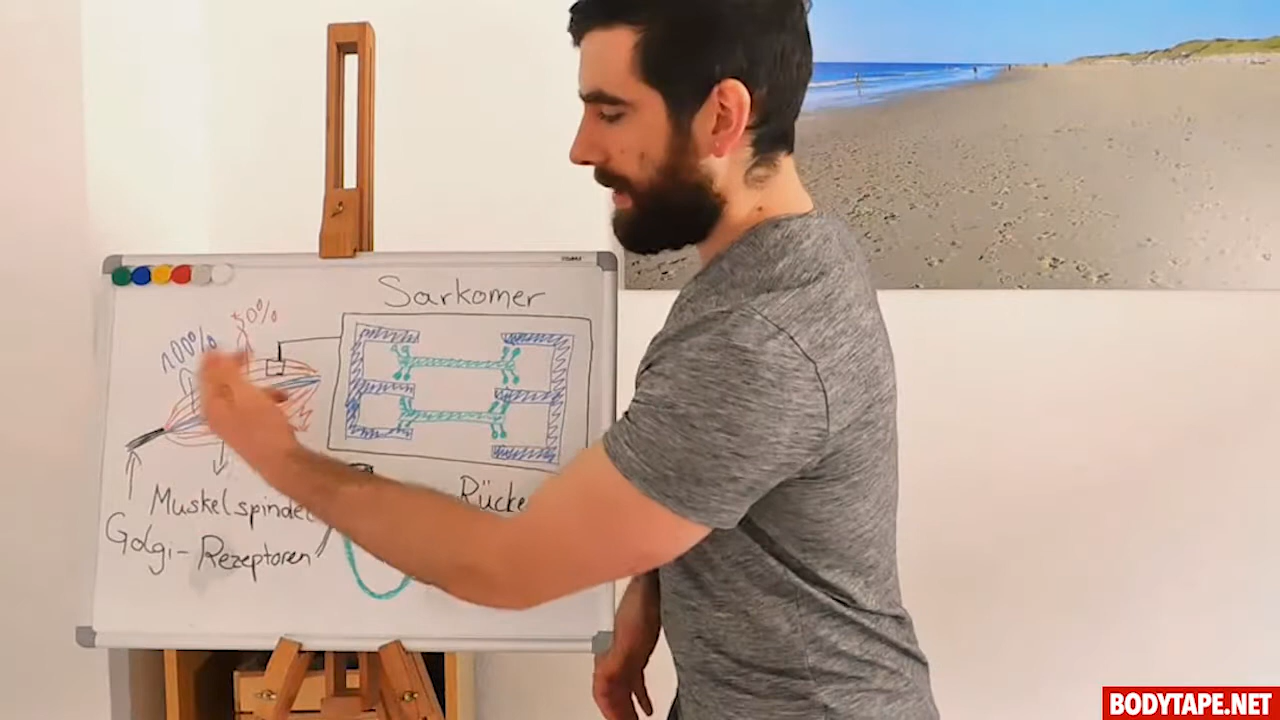 Sarkomer
50%
100%
Muskelspindel
Golgi-Rezeptoren
Rücke
BODYTAPE.NET